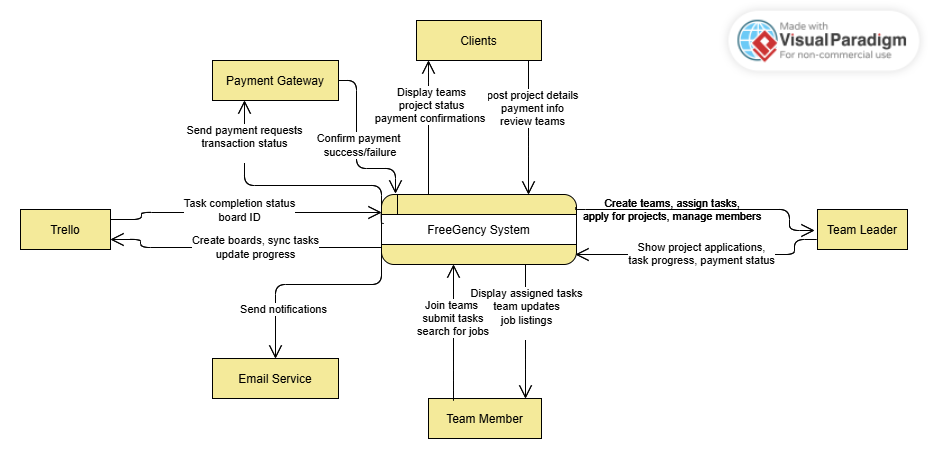 Made with
VisualParadigm
For non-commercial use
Clients
Payment Gateway
Display teams
project status
payment confirmations
post project details
payment info
review teams
Send payment requests
transaction status
Confirm payment
success/failure
Task completion status
board ID
Create teams, assign tasks,
apply for projects, manage members
Trello
FreeGency System
Team Leader
Create boards, sync tasks
update progress
Show project applications,
task progress, payment status
Send notifications
Join teams
submit tasks
search for jobs
Display assigned tasks
team updates
job listings
Email Service
Team Member